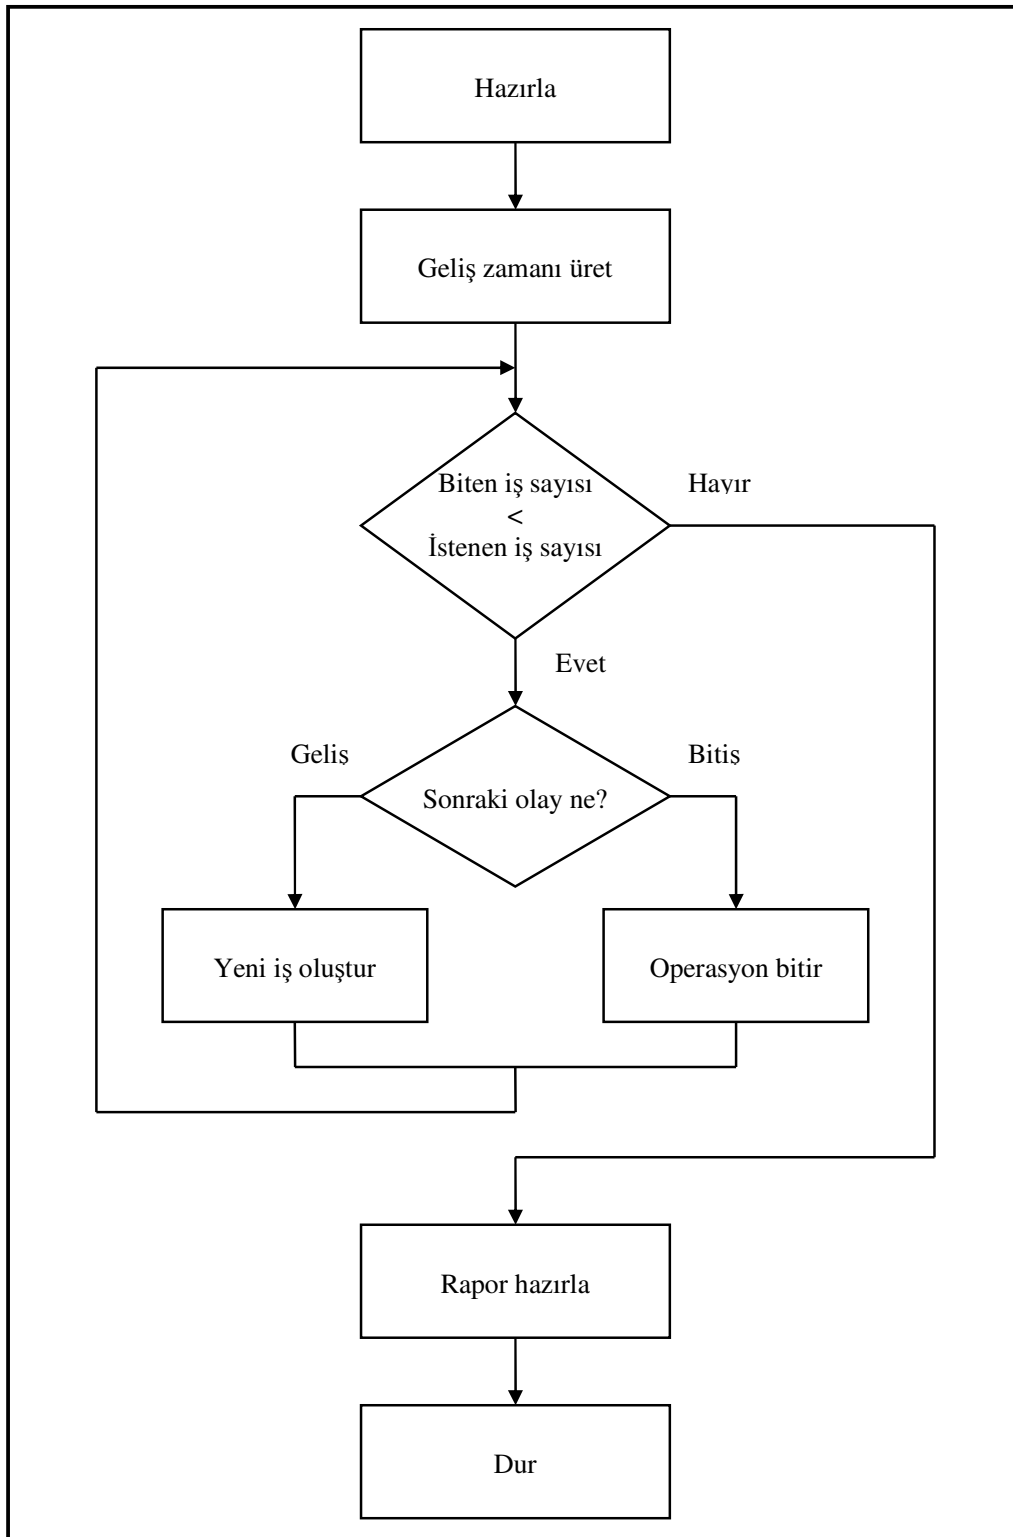 Hazırla
Geliş zamanı üret
Biten iş sayısı
<
İstenen iş sayısı
Hayır
Evet
Geliş
Bitiş
Sonraki olay ne?
Yeni iş oluştur
Operasyon bitir
Rapor hazırla
Dur